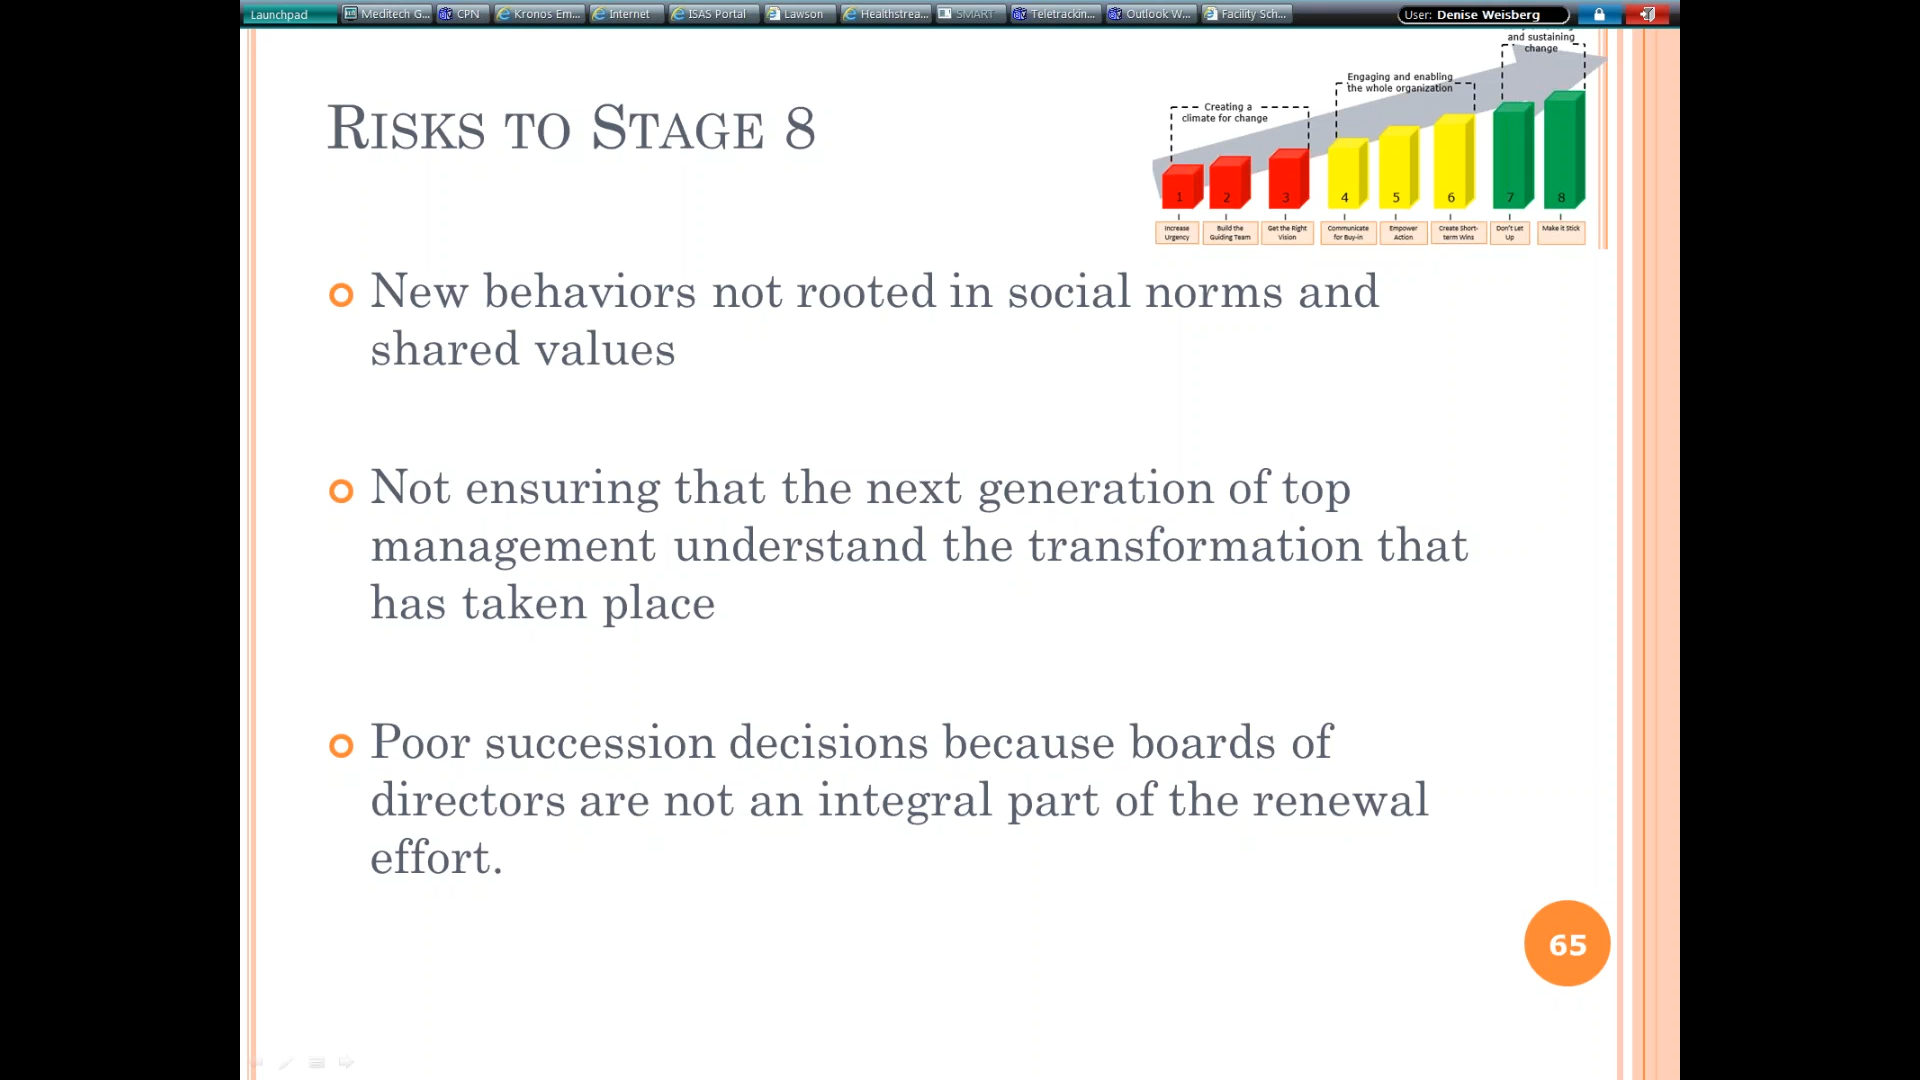 Launchpad
Meditech G...
CPN
Kronos Em...
Internet
ISAS Portal
Lawson
Healthstrea...
SMART
Teletrackin...
Outlook W...
Facility Sch...
User: Denise Weisberg
and sustaining
change
Engaging and enabling
the whole organization
Creating a
climate for change
1
2
3
4
5
6
7
8
Increase
Urgency
Build the
Guiding Team
Get the Right
Vision
Communicate
for Buy-in
Empower
Action
Create Short-
term Wins
Don't Let
Up
Make it Stick
RISKS TO STAGE 8
New behaviors not rooted in social norms and
shared values
Not ensuring that the next generation of top
management understand the transformation that
has taken place
Poor succession decisions because boards of
directors are not an integral part of the renewal
effort.
65